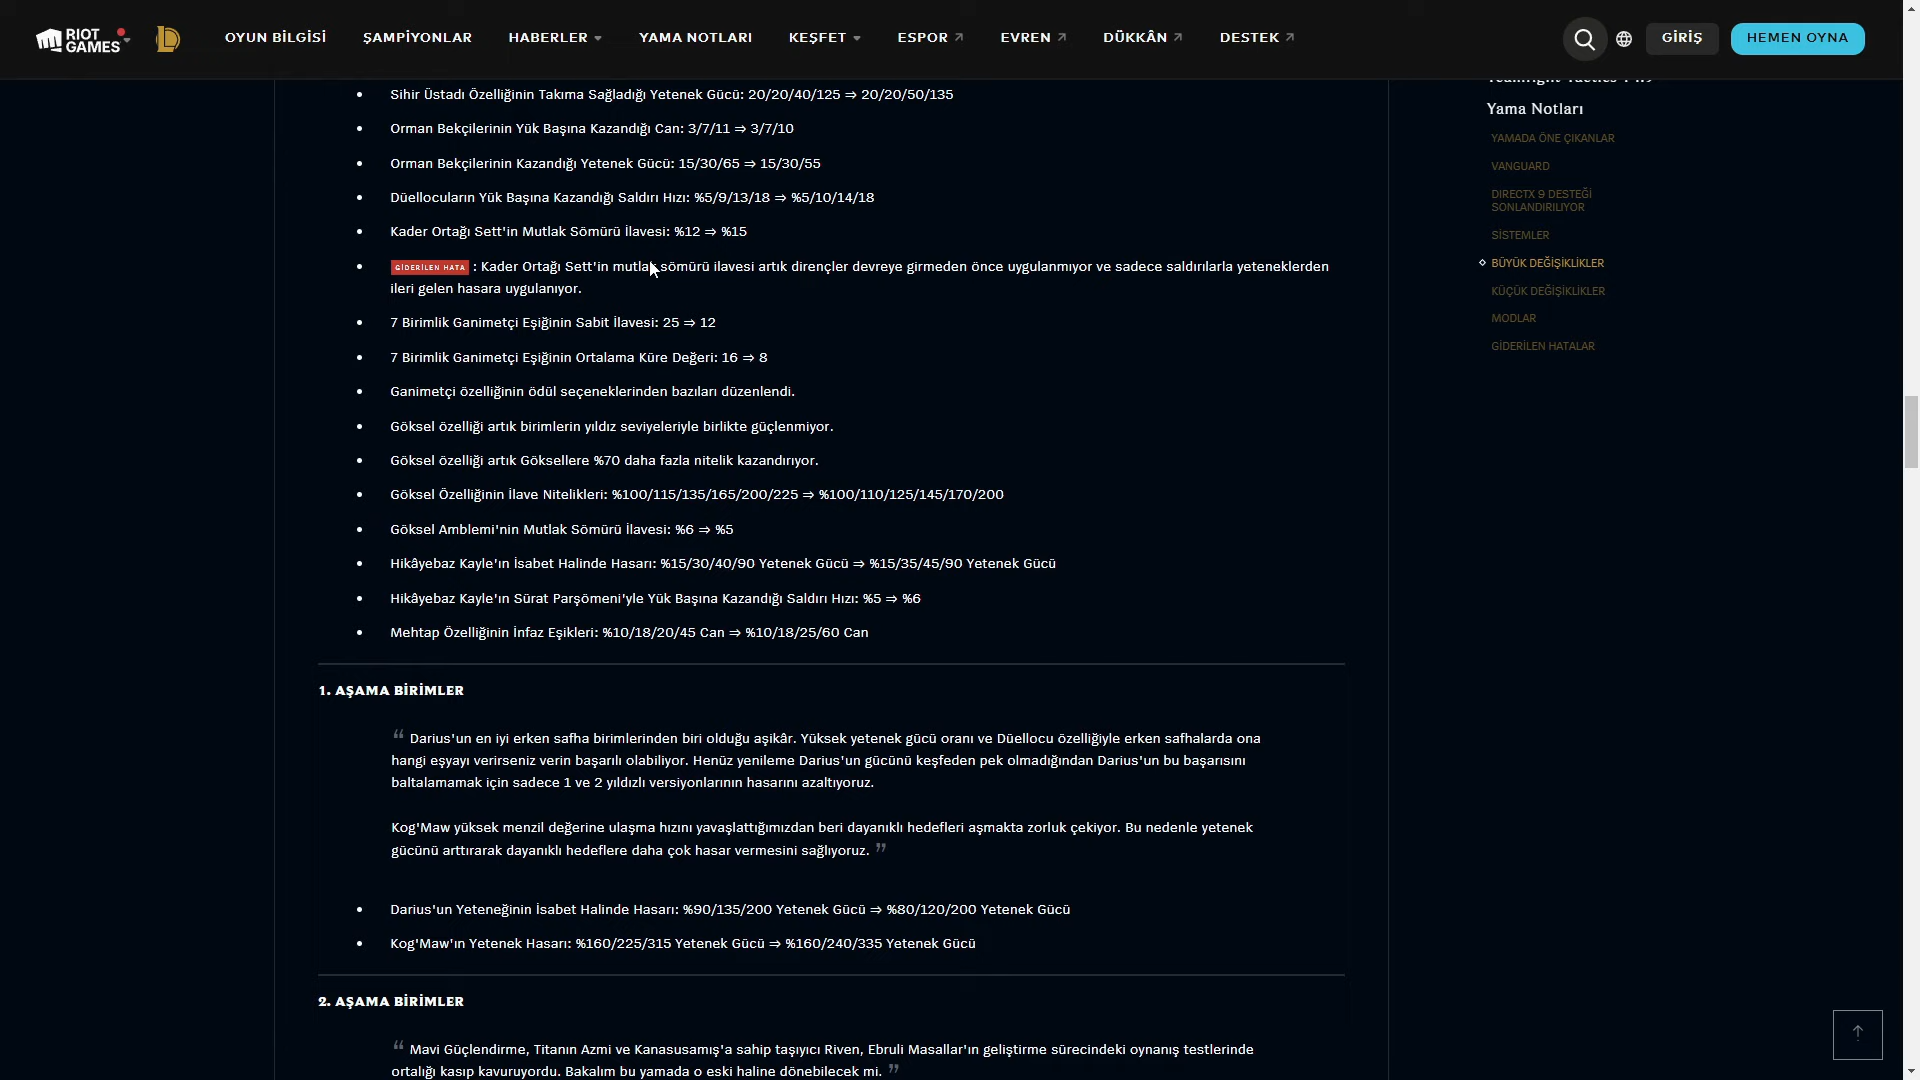 RIOT GAMES
OYUN BİLGİSİ
ŞAMPİYONLAR
HABERLER
YAMA NOTLARI
KEŞFET
ESPOR
EVREN
DÜKKÂN
DESTEK
GİRİŞ
HEMEN OYNA
Sihir Üstadı Özelliğinin Takıma Sağladığı Yetenek Gücü: 20/20/40/125 ⇒ 20/20/50/135
Orman Bekçilerinin Yük Başına Kazandığı Can: 3/7/11 ⇒ 3/7/10
Orman Bekçilerinin Kazandığı Yetenek Gücü: 15/30/65 ⇒ 15/30/55
Düellocuların Yük Başına Kazandığı Saldırı Hızı: %5/9/13/18 ⇒ %5/10/14/18
Kader Ortağı Sett'in Mutlak Sömürü İlavesi: %12 ⇒ %15
GİDERİLEN HATA : Kader Ortağı Sett'in mutlak sömürü ilavesi artık dirençler devreye girmeden önce uygulanmıyor ve sadece saldırılarla yeteneklerden
ileri gelen hasara uygulanıyor.
7 Birimlik Ganimetçi Eşiğinin Sabit İlavesi: 25 ⇒ 12
7 Birimlik Ganimetçi Eşiğinin Ortalama Küre Değeri: 16 ⇒ 8
Ganimetçi özelliğinin ödül seçeneklerinden bazıları düzenlendi.
Göksel özelliği artık birimlerin yıldız seviyeleriyle birlikte güçlenmiyor.
Göksel özelliği artık Göksellere %70 daha fazla nitelik kazandırıyor.
Göksel Özelliğinin İlave Nitelikleri: %100/115/135/165/200/225 ⇒ %100/110/125/145/170/200
Göksel Amblemi'nin Mutlak Sömürü İlavesi: %6 ⇒ %5
Hikâyebaz Kayle'ın İsabet Halinde Hasarı: %15/30/40/90 Yetenek Gücü ⇒ %15/35/45/90 Yetenek Gücü
Hikâyebaz Kayle'ın Sürat Parşömeni'yle Yük Başına Kazandığı Saldırı Hızı: %5 ⇒ %6
Mehtap Özelliğinin İnfaz Eşikleri: %10/18/20/45 Can ⇒ %10/18/25/60 Can
1. AŞAMA BİRİMLER
“ Darius'un en iyi erken safha birimlerinden biri olduğu aşikâr. Yüksek yetenek gücü oranı ve Düellocu özelliğiyle erken safhalarda ona
hangi eşyayı verirseniz verin başarılı olabiliyor. Henüz yenileme Darius'un gücünü keşfeden pek olmadığından Darius'un bu başarısını
baltalamamak için sadece 1 ve 2 yıldızlı versiyonlarının hasarını azaltıyoruz.
Kog'Maw yüksek menzil değerine ulaşma hızını yavaşlattığımızdan beri dayanıklı hedefleri aşmakta zorluk çekiyor. Bu nedenle yetenek
gücünü arttırarak dayanıklı hedeflere daha çok hasar vermesini sağlıyoruz. ”
Darius'un Yeteneğinin İsabet Halinde Hasarı: %90/135/200 Yetenek Gücü ⇒ %80/120/200 Yetenek Gücü
Kog'Maw'ın Yetenek Hasarı: %160/225/315 Yetenek Gücü ⇒ %160/240/335 Yetenek Gücü
2. AŞAMA BİRİMLER
“ Mavi Güçlendirme, Titanın Azmi ve Kanasusamış'a sahip taşıyıcı Riven, Ebruli Masallar'ın geliştirme sürecindeki oynanış testlerinde
ortalığı kasıp kavuruyordu. Bakalım bu yamada o eski haline dönebilecek mi. ”
Yama Notları
YAMADA ÖNE ÇIKANLAR
VANGUARD
DIRECTX 9 DESTEĞİ
SONLANDIRILIYOR
SİSTEMLER
BÜYÜK DEĞİŞİKLİKLER
KÜÇÜK DEĞİŞİKLİKLER
MODLAR
GİDERİLEN HATALAR